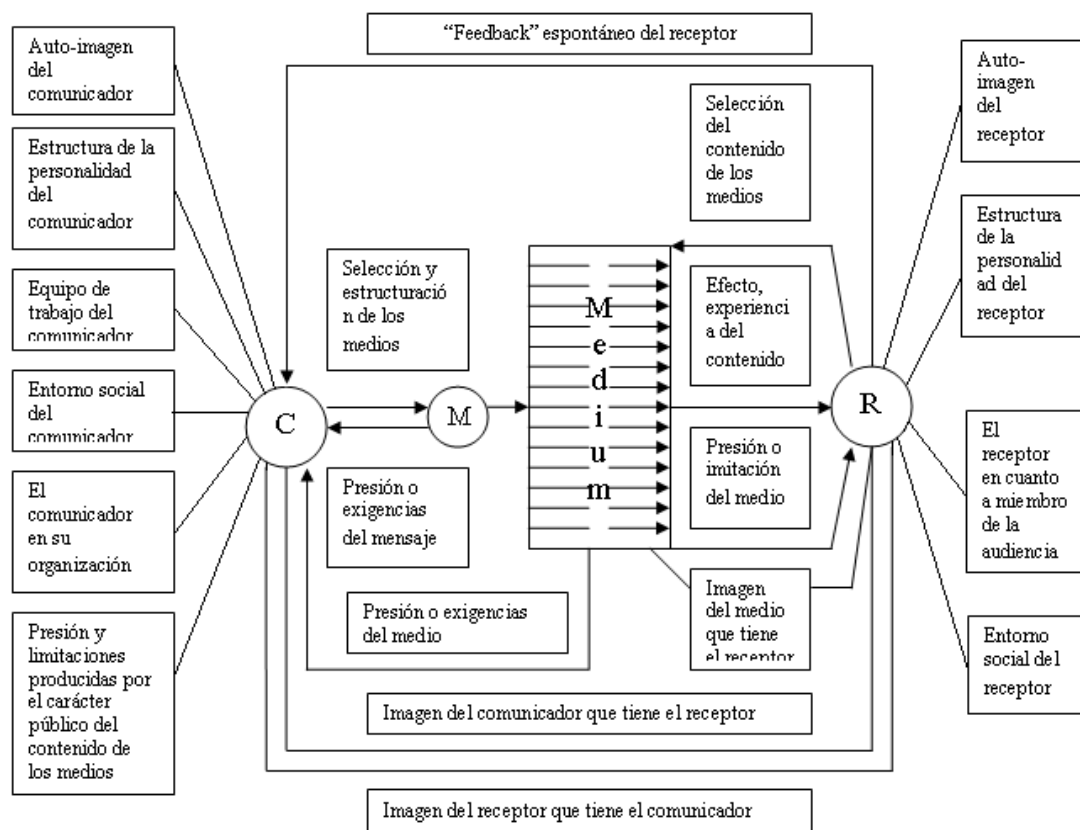 “Feedback” espontáneo del receptor
Auto-imagen
del
comunicador
Estructura de la
personalidad
del
comunicador
Equipo de
trabajo del
comunicador
Entorno social
del
comunicador
El
comunicador
en su
organización
Presión y
limitaciones
producidas por
el carácter
público del
contenido de
los medios
C
Selección y
estructuració
n de los
medios
M
Presión o
exigencias
del mensaje
Presión o exigencias
del medio
M
e
d
i
u
m
Selección
del
contenido
de los
medios
Efecto,
experienci
a del
contenido
Presión o
imitación
del medio
Imagen
del medio
que tiene
el receptor
R
Auto-
imagen
del
receptor
Estructura
de la
personalid
ad del
receptor
El
receptor
en cuanto
a miembro
de la
audiencia
Entorno
social del
receptor
Imagen del comunicador que tiene el receptor
Imagen del receptor que tiene el comunicador